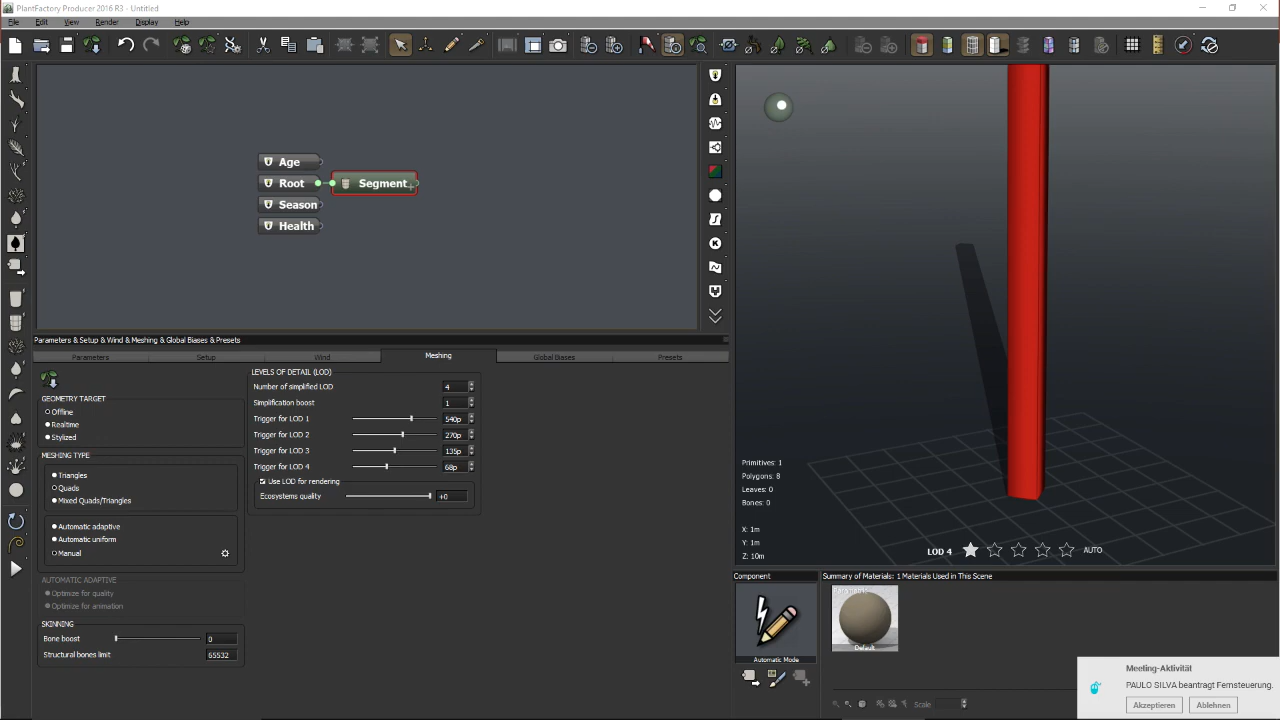 PlantFactory Producer 2016 R3 - Untitled
File Edit View Render Display Help
Age
Root
Segment
Season
Health
Parameters & Setup & Wind & Meshing & Global Biases & Presets
Parameters Setup Wind Meshing Global Biases Presets
GEOMETRY TARGET
Offline
Realtime
Stylized
MESHING TYPE
Triangles
Quads
Mixed Quads/Triangles
Automatic adaptive
Automatic uniform
Manual
AUTOMATIC ADAPTIVE
Optimize for quality
Optimize for animation
SKINNING
Bone boost 0
Structural bones limit 65532
LEVELS OF DETAIL (LOD)
Number of simplified LOD 4
Simplification boost 1
Trigger for LOD 1 540p
Trigger for LOD 2 270p
Trigger for LOD 3 135p
Trigger for LOD 4 68p
Use LOD for rendering
Ecosystems quality +0
Primitives: 1
Polygons: 8
Leaves: 0
Bones: 0
X: 1m
Y: 1m
Z: 10m
LOD 4 AUTO
Component
Automatic Mode
Summary of Materials: 1 Materials Used in This Scene
Default
Scale
Meeting-Aktivität
PAULO SILVA beantragt Fernsteuerung.
Akzeptieren Ablehnen